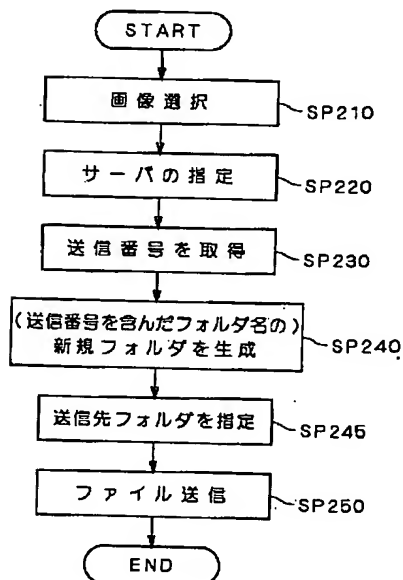 START
画像選択
SP210
サーバの指定
SP220
送信番号を取得
SP230
(送信番号を含んだフォルダ名の)
新規フォルダを生成
SP240
送信先フォルダを指定
SP245
ファイル送信
SP250
END